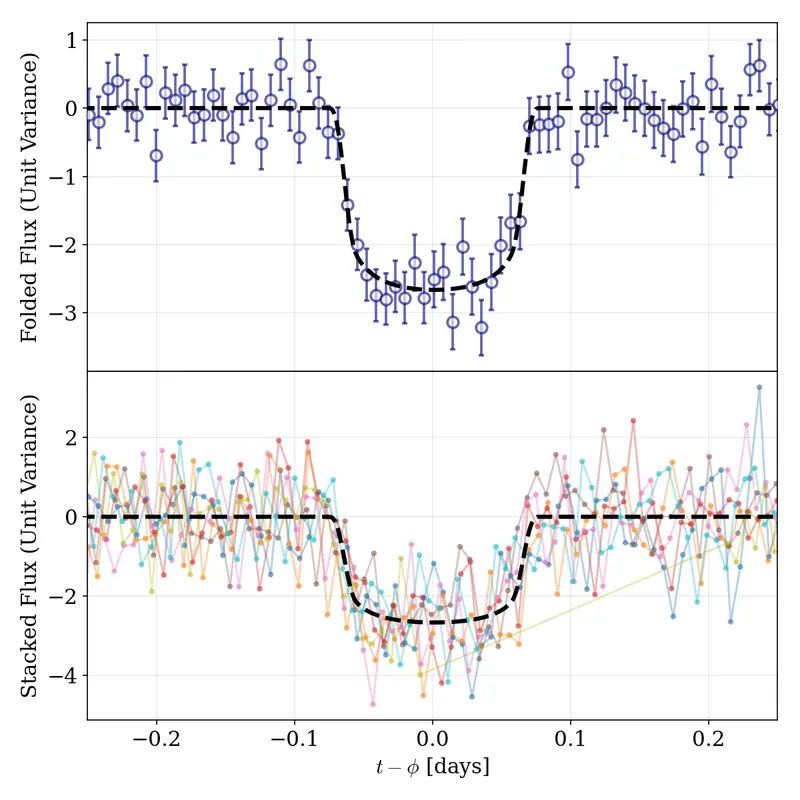 Folded Flux (Unit Variance)
1
0
−1
−2
−3
Stacked Flux (Unit Variance)
2
0
−2
−4
−0.2 −0.1 0.0 0.1 0.2
t − ϕ [days]